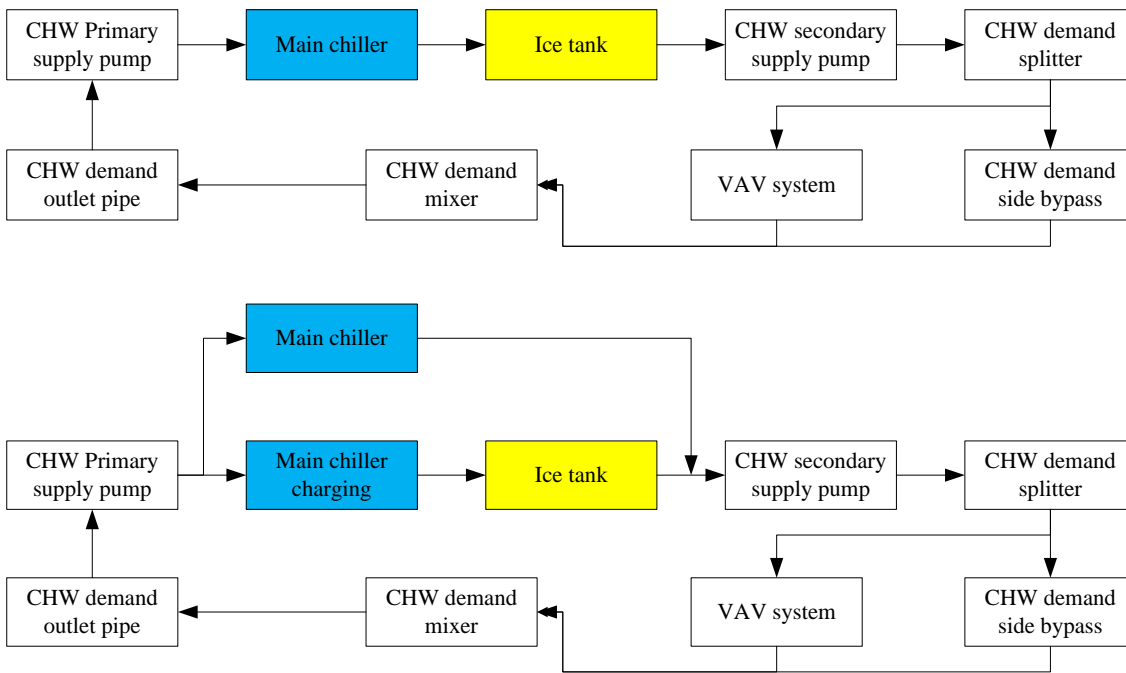 CHW Primary
supply pump
Main chiller
Ice tank
CHW secondary
supply pump
CHW demand
splitter
CHW demand
outlet pipe
CHW demand
mixer
VAV system
CHW demand
side bypass
Main chiller
CHW Primary
supply pump
Main chiller
charging
Ice tank
CHW secondary
supply pump
CHW demand
splitter
CHW demand
outlet pipe
CHW demand
mixer
VAV system
CHW demand
side bypass